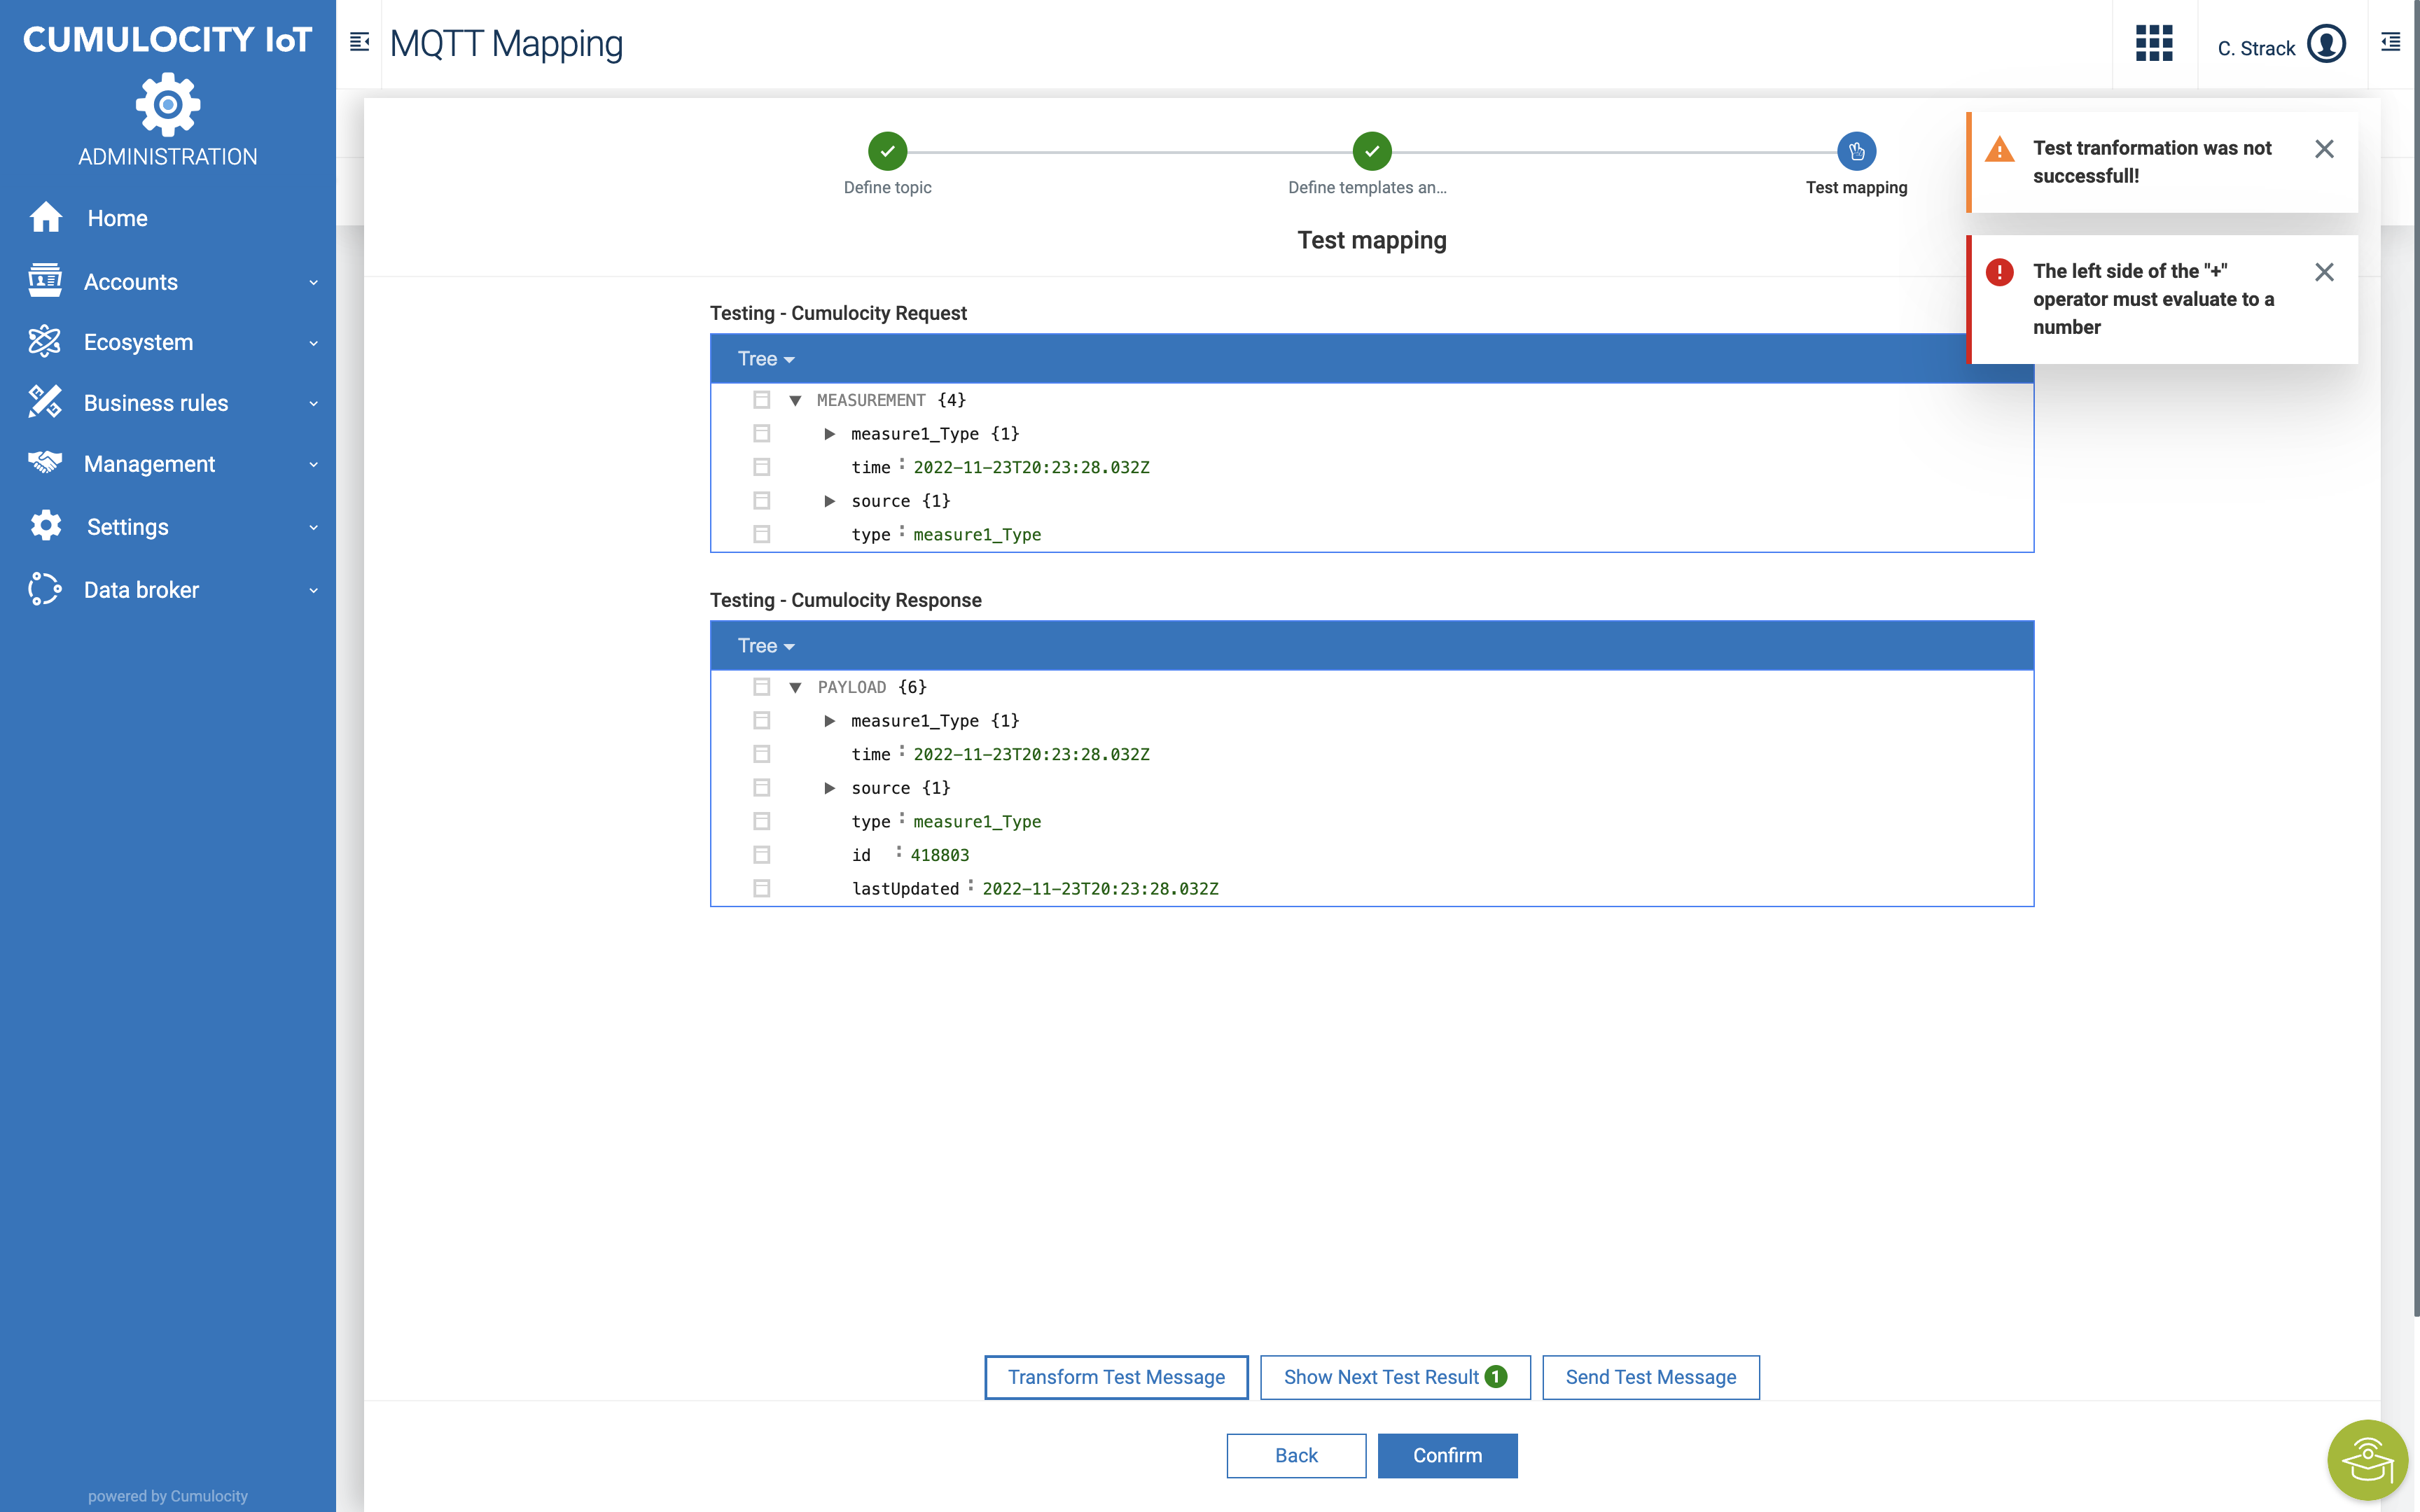 CUMULOCITY IoT
ADMINISTRATION
Home
Accounts
Ecosystem
Business rules
Management
Settings
Data broker
powered by Cumulocity
MQTT Mapping
C. Strack
Define topic
Define templates an...
Test mapping
Test tranformation was not
successfull!
The left side of the "+"
operator must evaluate to a
number
Test mapping
Testing - Cumulocity Request
Tree
MEASUREMENT {4}
measure1_Type {1}
time : 2022-11-23T20:23:28.032Z
source {1}
type : measure1_Type
Testing - Cumulocity Response
Tree
PAYLOAD {6}
measure1_Type {1}
time : 2022-11-23T20:23:28.032Z
source {1}
type : measure1_Type
id : 418803
lastUpdated : 2022-11-23T20:23:28.032Z
Transform Test Message
Show Next Test Result 1
Send Test Message
Back
Confirm